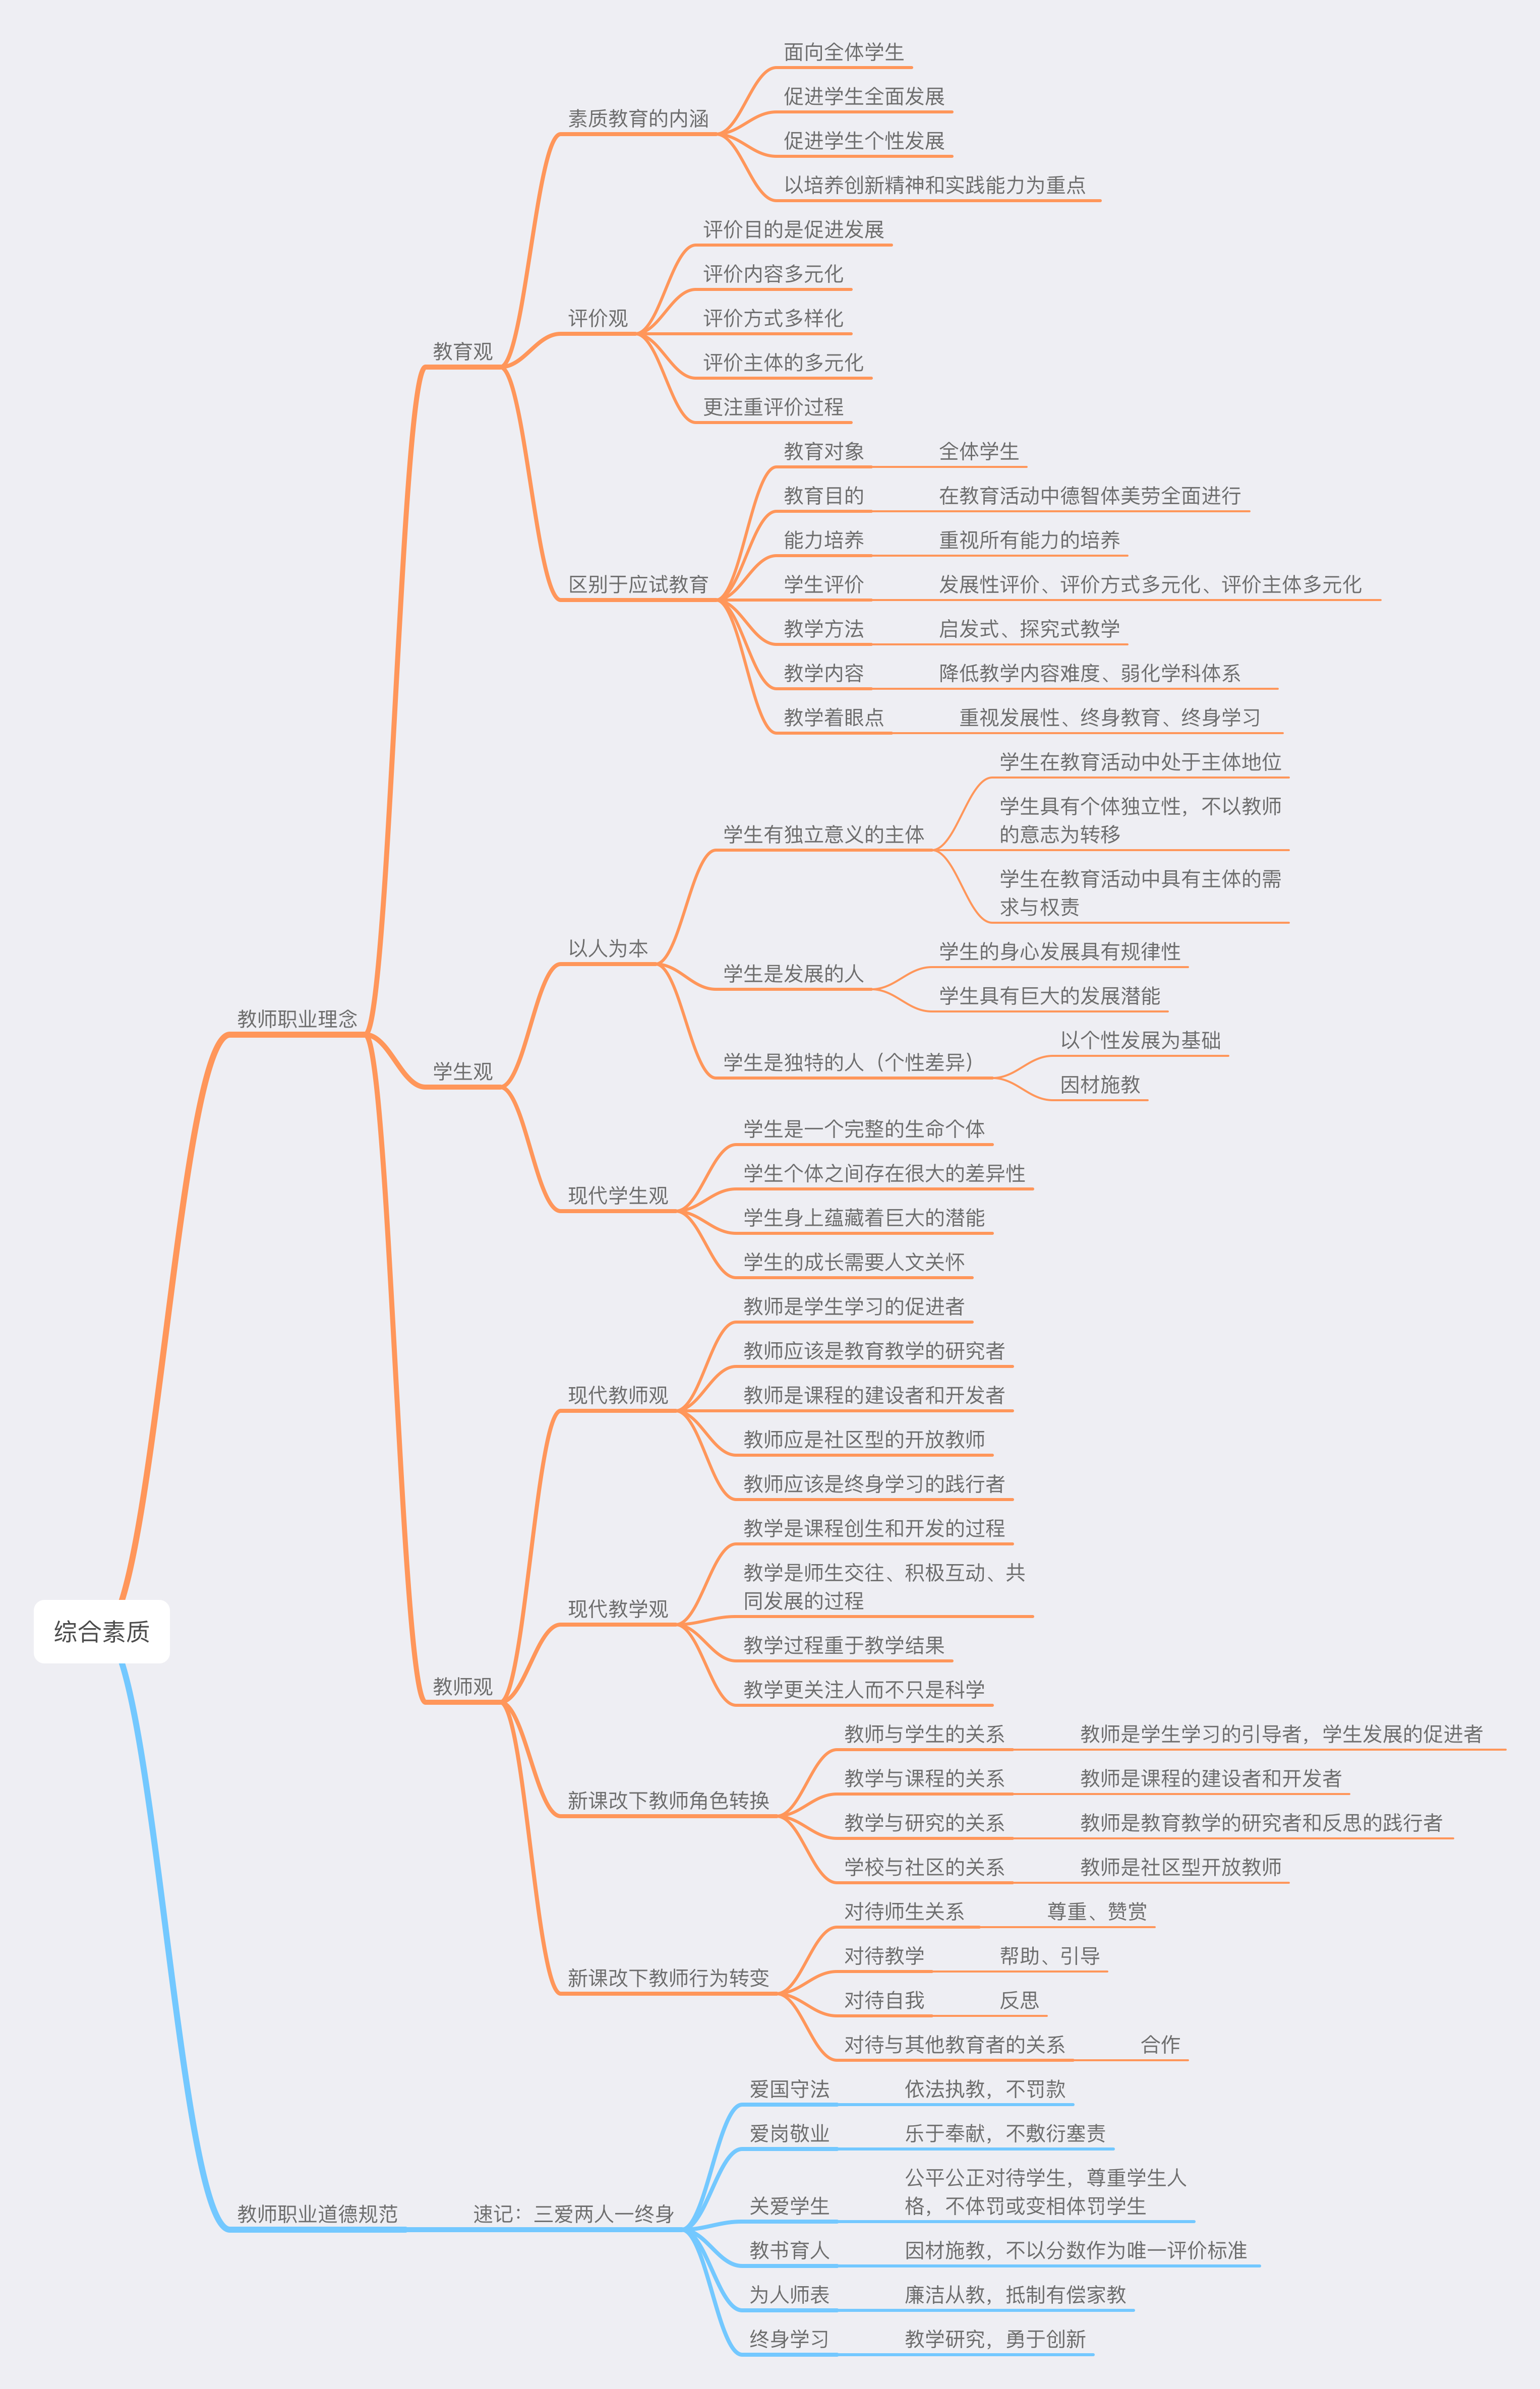 综合素质
教师职业理念
教育观
素质教育的内涵
面向全体学生
促进学生全面发展
促进学生个性发展
以培养创新精神和实践能力为重点
评价观
评价目的是促进发展
评价内容多元化
评价方式多样化
评价主体的多元化
更注重评价过程
区别于应试教育
教育对象
全体学生
教育目的
在教育活动中德智体美劳全面进行
能力培养
重视所有能力的培养
学生评价
发展性评价、评价方式多元化、评价主体多元化
教学方法
启发式、探究式教学
教学内容
降低教学内容难度、弱化学科体系
教学着眼点
重视发展性、终身教育、终身学习
学生观
以人为本
学生有独立意义的主体
学生在教育活动中处于主体地位
学生具有个体独立性，不以教师
的意志为转移
学生在教育活动中具有主体的需
求与权责
学生是发展的人
学生的身心发展具有规律性
学生具有巨大的发展潜能
学生是独特的人（个性差异）
以个性发展为基础
因材施教
现代学生观
学生是一个完整的生命个体
学生个体之间存在很大的差异性
学生身上蕴藏着巨大的潜能
学生的成长需要人文关怀
教师观
现代教师观
教师是学生学习的促进者
教师应该是教育教学的研究者
教师是课程的建设者和开发者
教师应是社区型的开放教师
教师应该是终身学习的践行者
现代教学观
教学是课程创生和开发的过程
教学是师生交往、积极互动、共
同发展的过程
教学过程重于教学结果
教学更关注人而不只是科学
新课改下教师角色转换
教师与学生的关系
教师是学生学习的引导者，学生发展的促进者
教学与课程的关系
教师是课程的建设者和开发者
教学与研究的关系
教师是教育教学的研究者和反思的践行者
学校与社区的关系
教师是社区型开放教师
新课改下教师行为转变
对待师生关系
尊重、赞赏
对待教学
帮助、引导
对待自我
反思
对待与其他教育者的关系
合作
教师职业道德规范
速记：三爱两人一终身
爱国守法
依法执教，不罚款
爱岗敬业
乐于奉献，不敷衍塞责
关爱学生
公平公正对待学生，尊重学生人
格，不体罚或变相体罚学生
教书育人
因材施教，不以分数作为唯一评价标准
为人师表
廉洁从教，抵制有偿家教
终身学习
教学研究，勇于创新